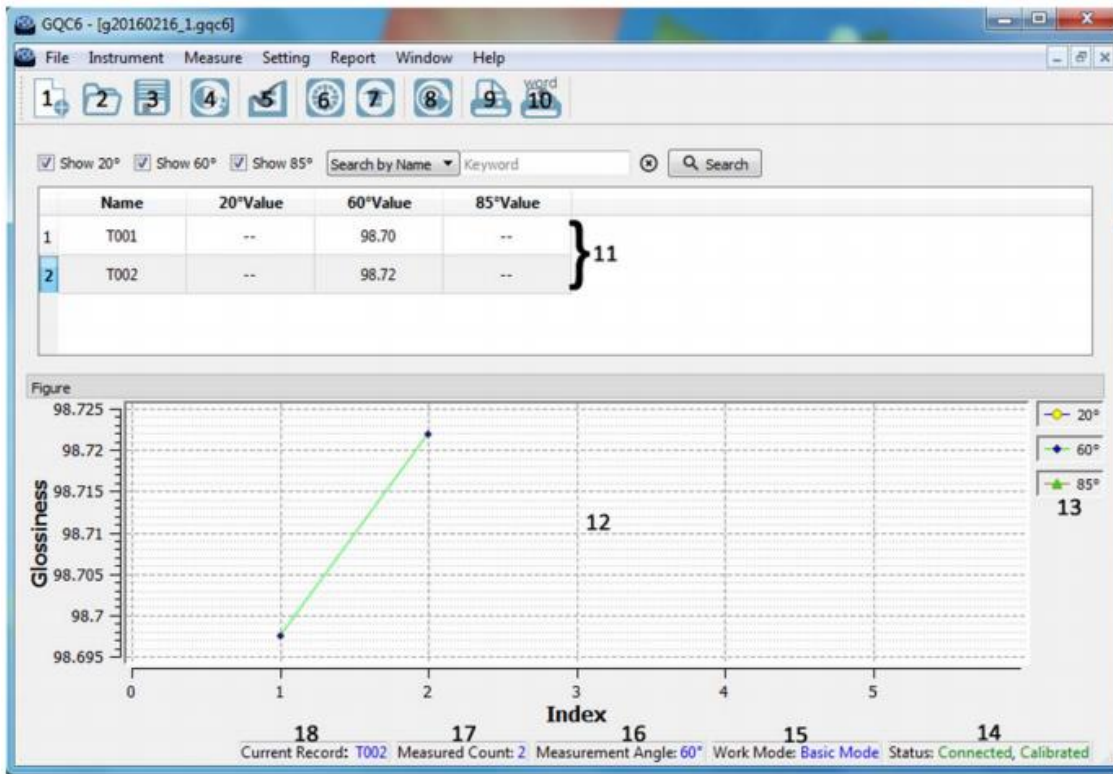 GQC6 - [g20160216_1.gqc6]
File Instrument Measure Setting Report Window Help
word
1 2 3 4 5 6 7 8 9 10
Show 20° Show 60° Show 85° Search by Name Keyword Search
Name 20°Value 60°Value 85°Value
1 T001 -- 98.70 --
2 T002 -- 98.72 --
11
Figure
98.725
98.72
98.715
98.71
98.705
98.7
98.695
Glossiness
12
20°
60°
85°
13
0 1 2 3 4 5
Index
18 17 16 15 14
Current Record: T002 Measured Count: 2 Measurement Angle: 60° Work Mode: Basic Mode Status: Connected, Calibrated